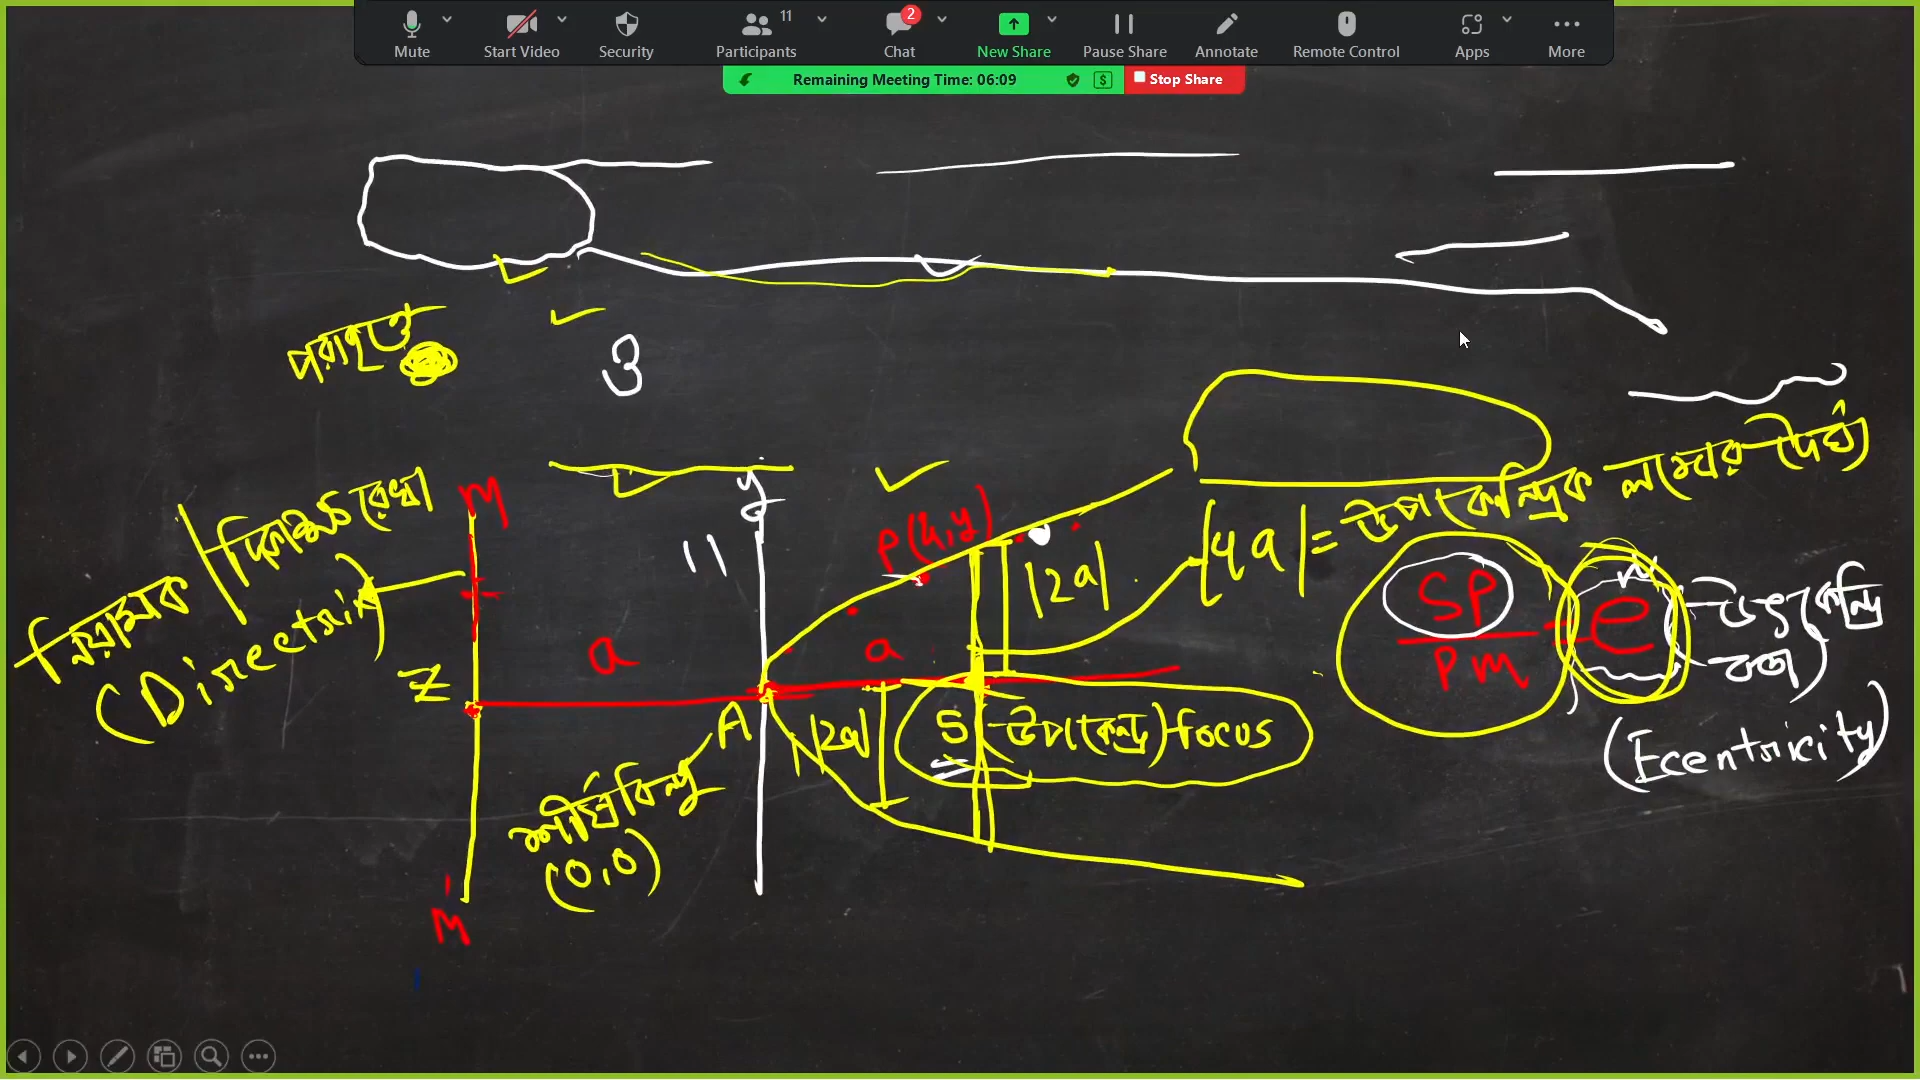 Mute
Start Video
Security
Participants 11
Chat 2
New Share
Pause Share
Annotate
Remote Control
Apps
More
Remaining Meeting Time: 06:09
Stop Share
পরাবৃত্ত
ও
M
y
P(x,y)
|2a|
|4a| = উপকেন্দ্রিক লম্বের দৈর্ঘ্য
নিয়ামক | দিকাক্ষ রেখা
(Directrix)
SP
PM
= e
উৎকেন্দ্রিকতা
(Ecentricity)
Z
a
a
A
|2a|
S
উপকেন্দ্র) focus
শীর্ষবিন্দু
(0,0)
M'